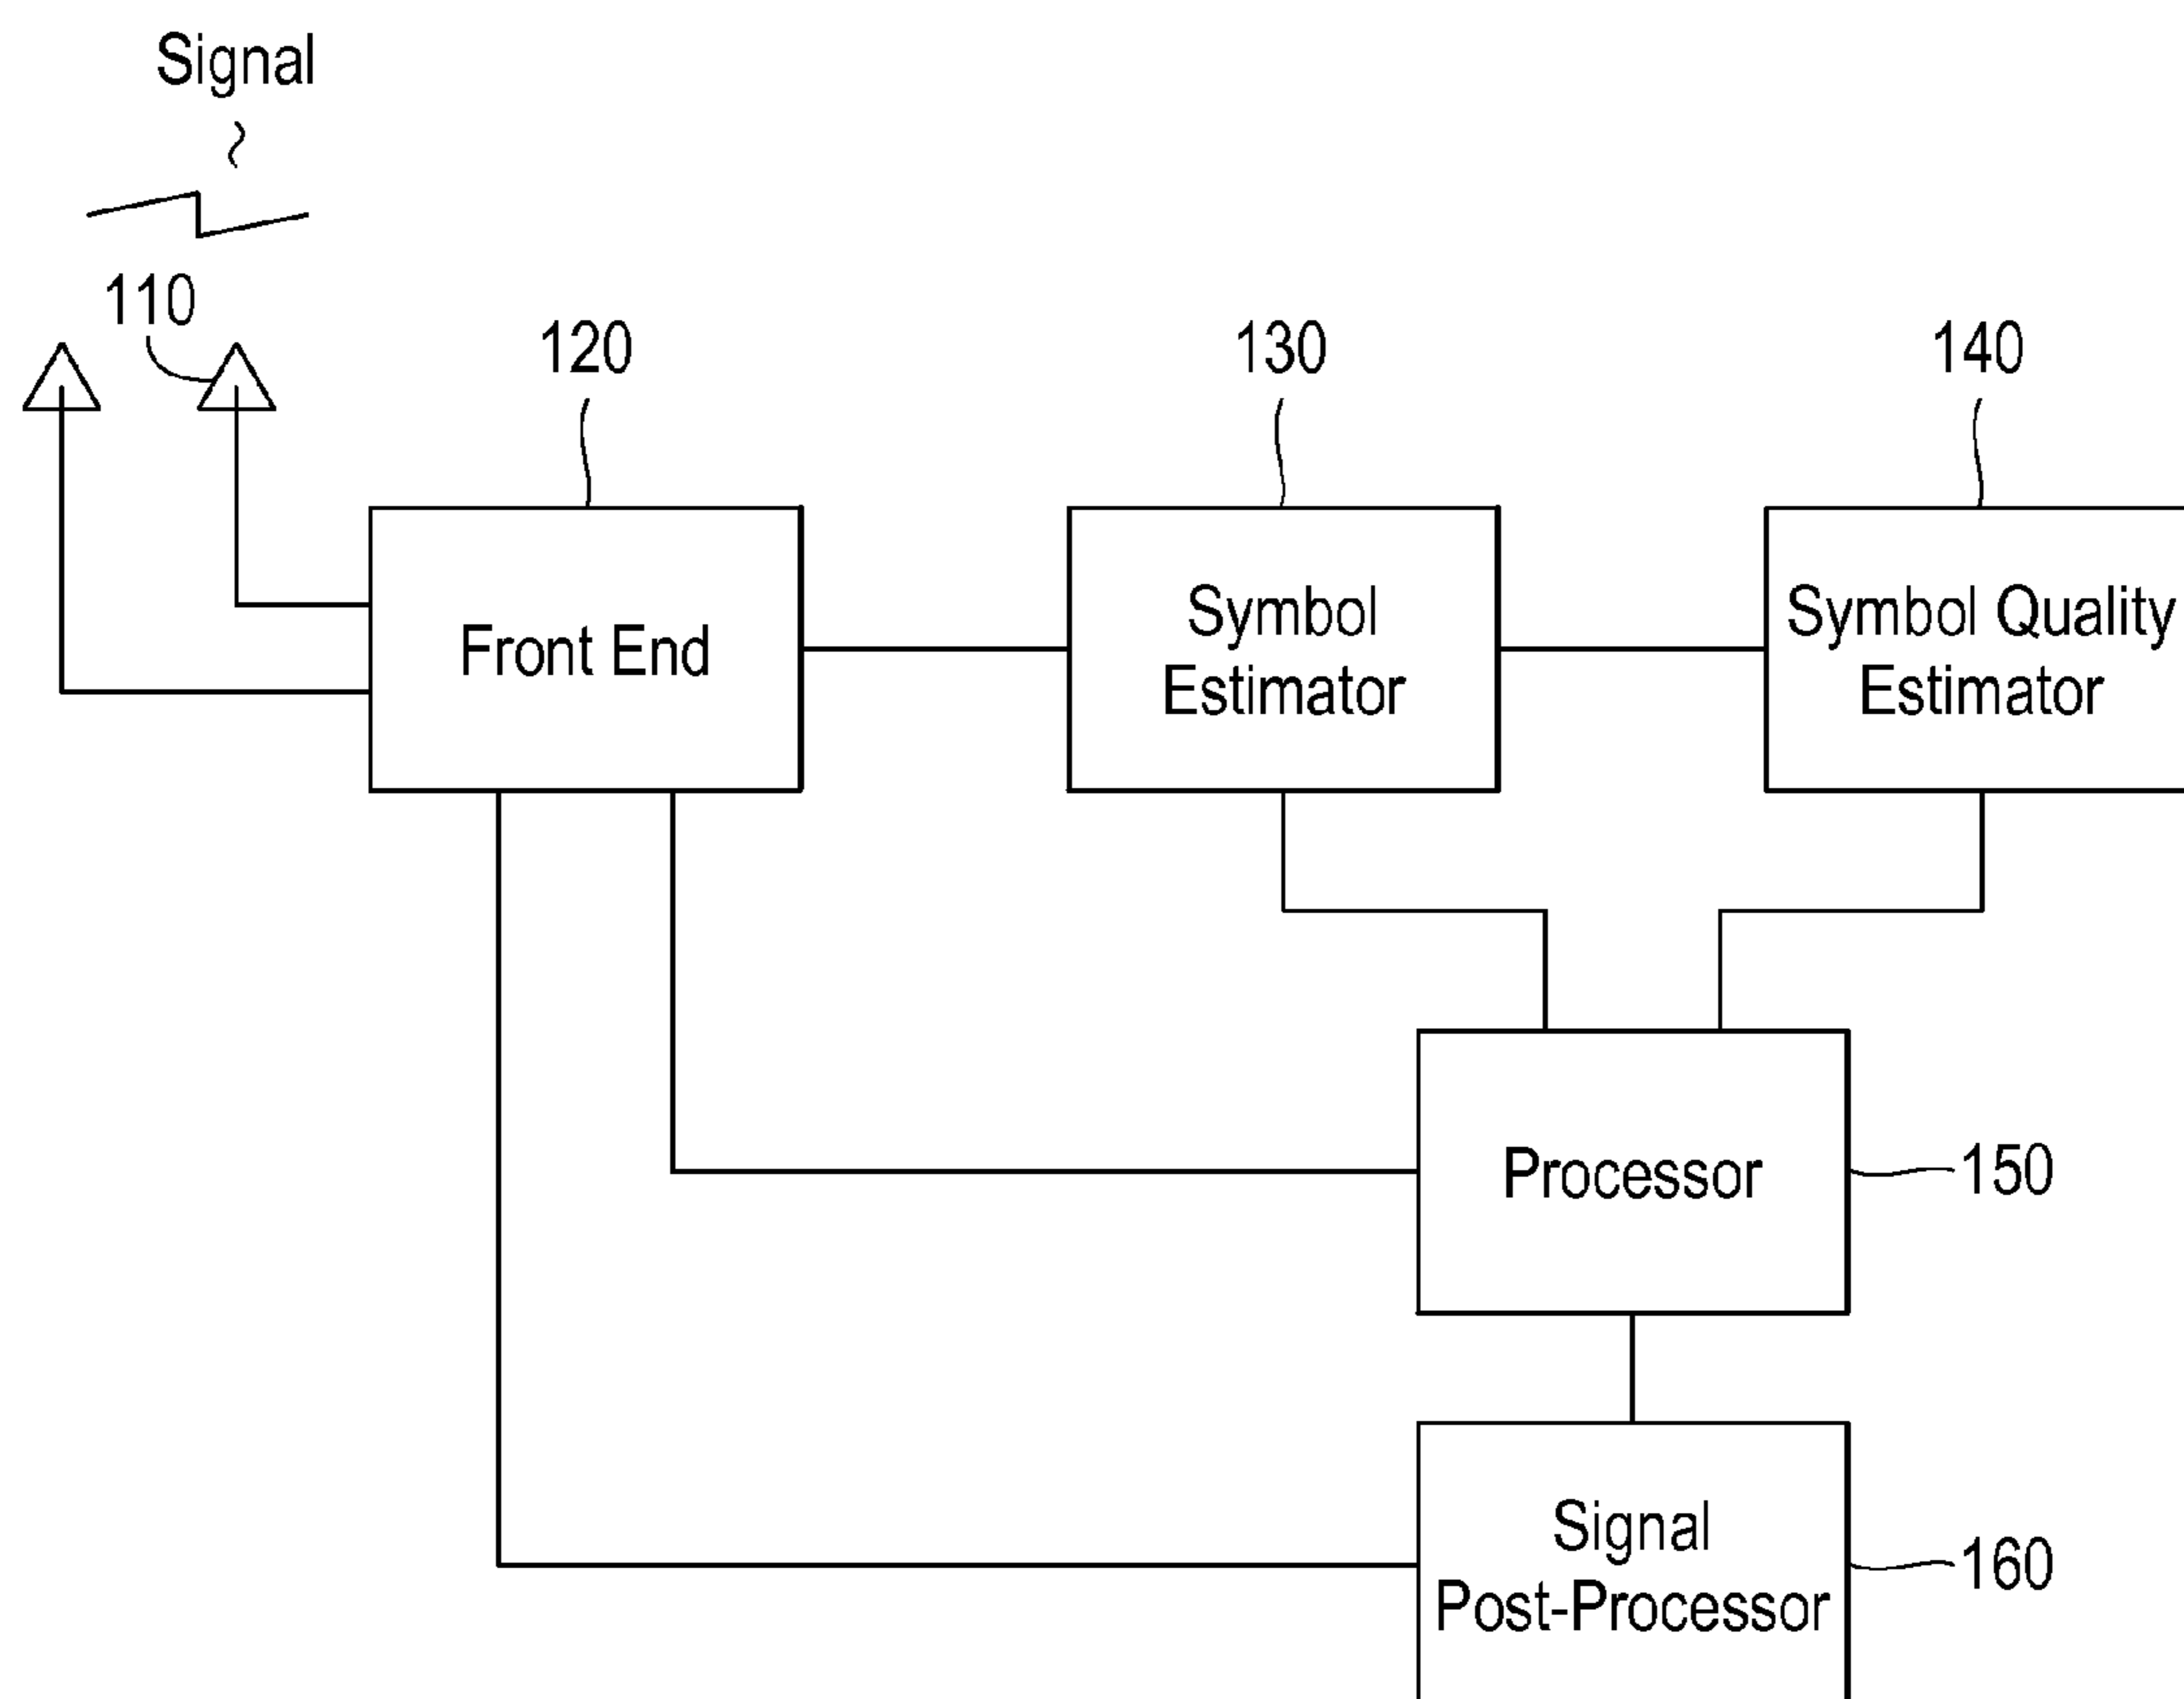 Signal
110
120
130
140
Front End
Symbol
Estimator
Symbol Quality
Estimator
Processor
150
Signal
Post-Processor
160